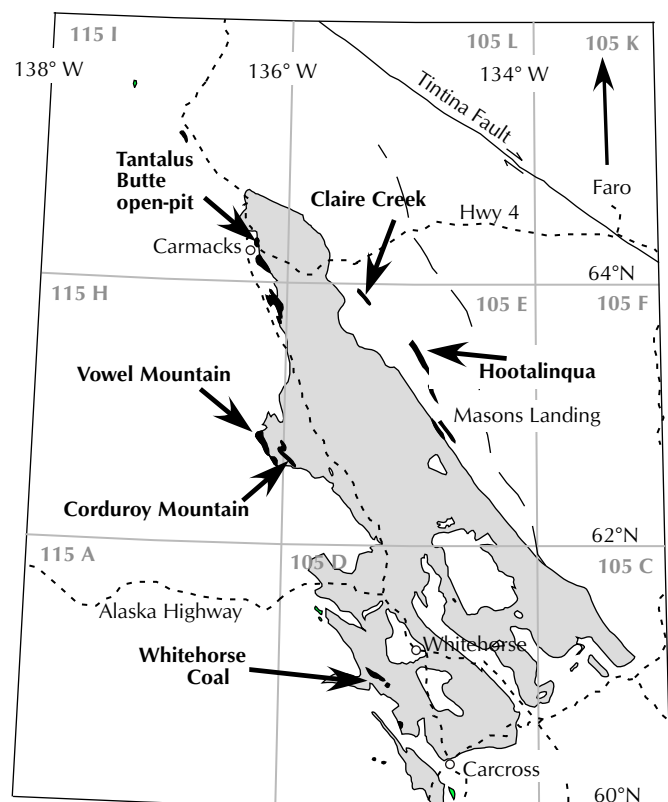 115 I
105 L
105 K
138° W
136° W
134° W
Tintina Fault
Tantalus
Butte
open-pit
Claire Creek
Faro
Hwy 4
Carmacks
64°N
115 H
105 E
105 F
Vowel Mountain
Hootalinqua
Masons Landing
Corduroy Mountain
62°N
115 A
105 D
105 C
Alaska Highway
Whitehorse
Whitehorse
Coal
Carcross
60°N